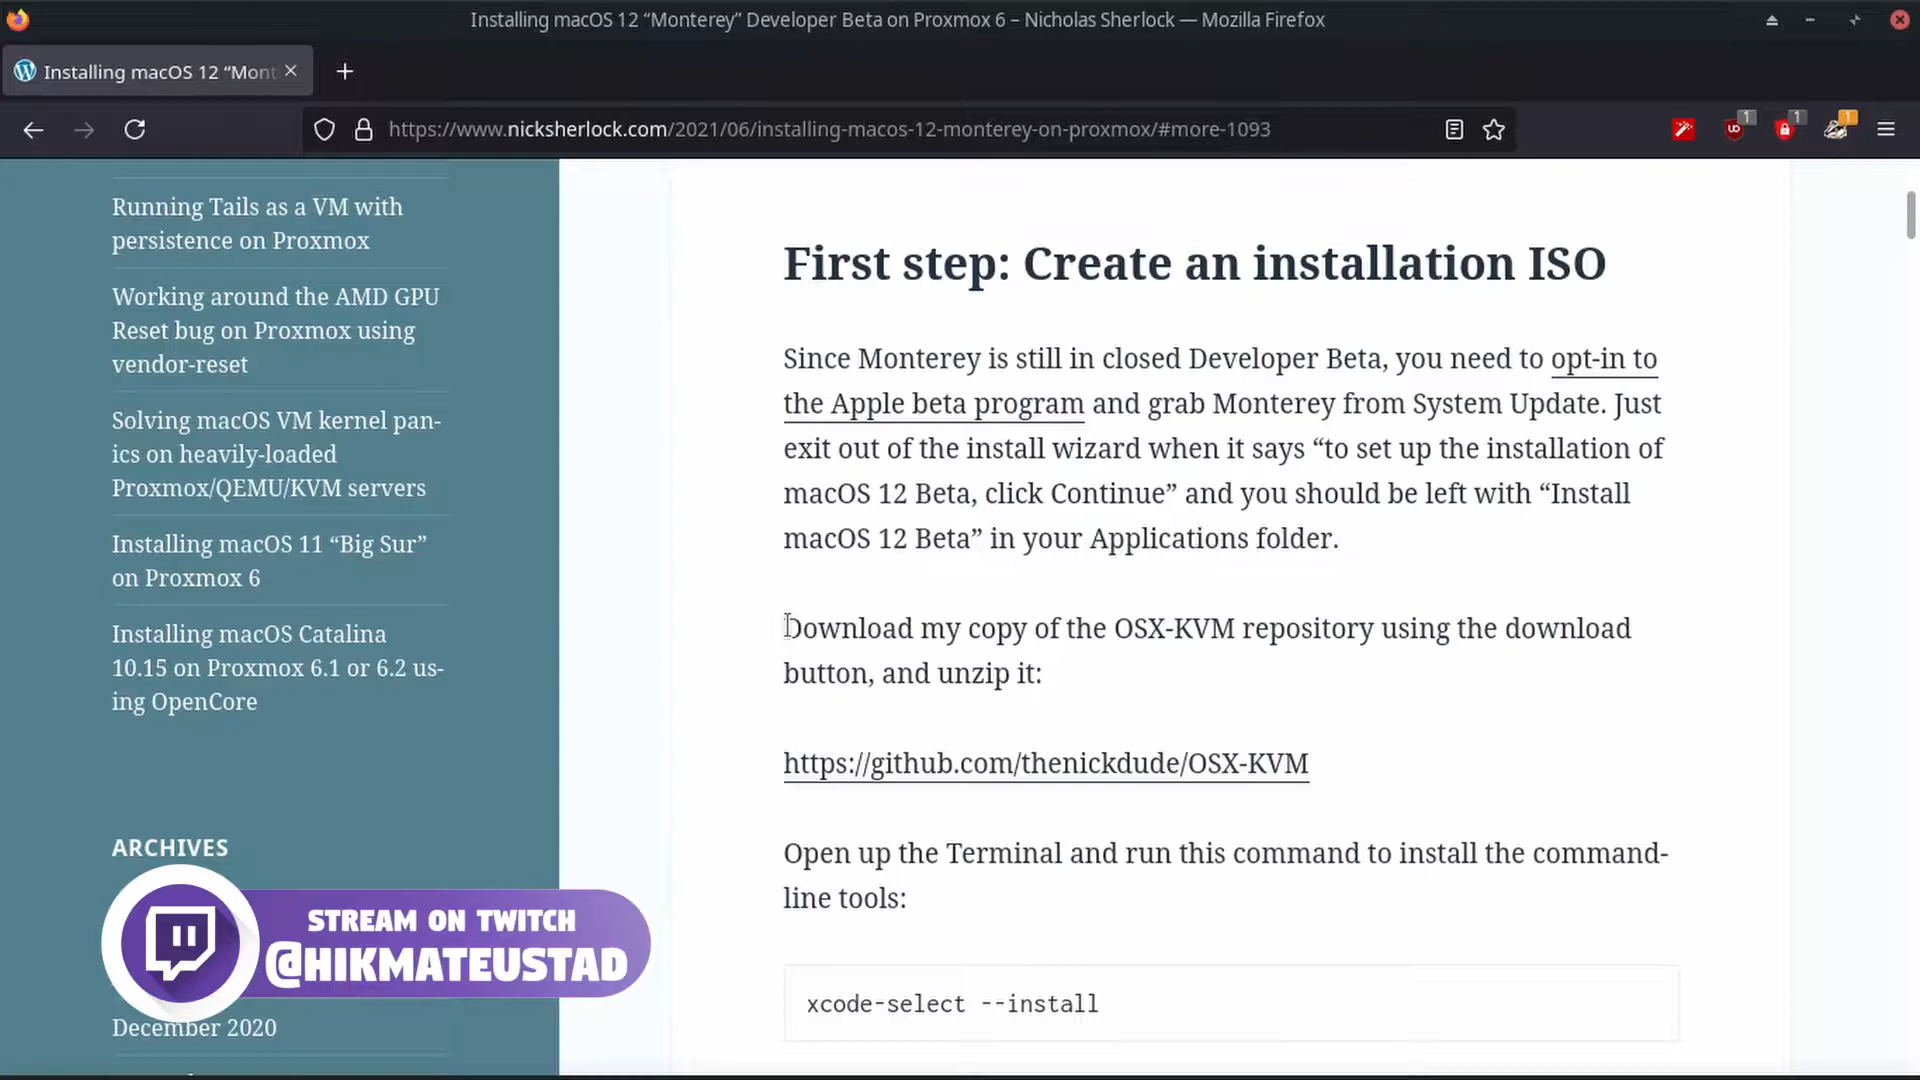 Installing macOS 12 “Monterey” Developer Beta on Proxmox 6 – Nicholas Sherlock — Mozilla Firefox
Installing macOS 12 “Mont
https://www.nicksherlock.com/2021/06/installing-macos-12-monterey-on-proxmox/#more-1093
1
1
1
Running Tails as a VM with
persistence on Proxmox
Working around the AMD GPU
Reset bug on Proxmox using
vendor-reset
Solving macOS VM kernel pan-
ics on heavily-loaded
Proxmox/QEMU/KVM servers
Installing macOS 11 “Big Sur”
on Proxmox 6
Installing macOS Catalina
10.15 on Proxmox 6.1 or 6.2 us-
ing OpenCore
ARCHIVES
STREAM ON TWITCH
@HIKMATEUSTAD
December 2020
First step: Create an installation ISO
Since Monterey is still in closed Developer Beta, you need to opt-in to
the Apple beta program and grab Monterey from System Update. Just
exit out of the install wizard when it says “to set up the installation of
macOS 12 Beta, click Continue” and you should be left with “Install
macOS 12 Beta” in your Applications folder.
Download my copy of the OSX-KVM repository using the download
button, and unzip it:
https://github.com/thenickdude/OSX-KVM
Open up the Terminal and run this command to install the command-
line tools:
xcode-select --install